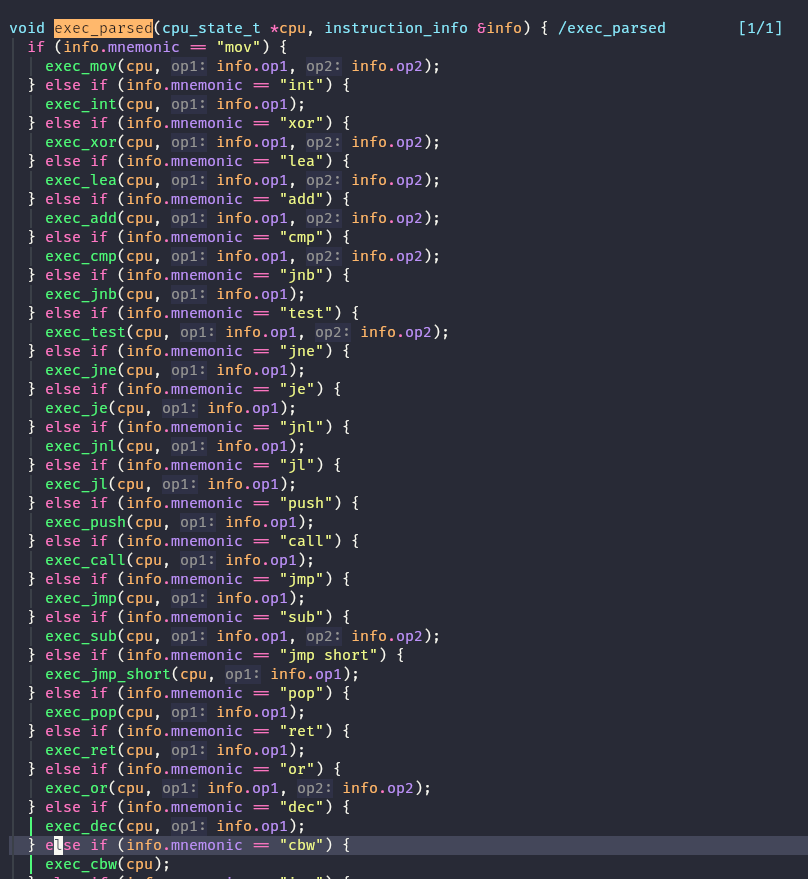 void exec_parsed(cpu_state_t *cpu, instruction_info &info) { /exec_parsed [1/1]
if (info.mnemonic == "mov") {
exec_mov(cpu, op1: info.op1, op2: info.op2);
} else if (info.mnemonic == "int") {
exec_int(cpu, op1: info.op1);
} else if (info.mnemonic == "xor") {
exec_xor(cpu, op1: info.op1, op2: info.op2);
} else if (info.mnemonic == "lea") {
exec_lea(cpu, op1: info.op1, op2: info.op2);
} else if (info.mnemonic == "add") {
exec_add(cpu, op1: info.op1, op2: info.op2);
} else if (info.mnemonic == "cmp") {
exec_cmp(cpu, op1: info.op1, op2: info.op2);
} else if (info.mnemonic == "jnb") {
exec_jnb(cpu, op1: info.op1);
} else if (info.mnemonic == "test") {
exec_test(cpu, op1: info.op1, op2: info.op2);
} else if (info.mnemonic == "jne") {
exec_jne(cpu, op1: info.op1);
} else if (info.mnemonic == "je") {
exec_je(cpu, op1: info.op1);
} else if (info.mnemonic == "jnl") {
exec_jnl(cpu, op1: info.op1);
} else if (info.mnemonic == "jl") {
exec_jl(cpu, op1: info.op1);
} else if (info.mnemonic == "push") {
exec_push(cpu, op1: info.op1);
} else if (info.mnemonic == "call") {
exec_call(cpu, op1: info.op1);
} else if (info.mnemonic == "jmp") {
exec_jmp(cpu, op1: info.op1);
} else if (info.mnemonic == "sub") {
exec_sub(cpu, op1: info.op1, op2: info.op2);
} else if (info.mnemonic == "jmp short") {
exec_jmp_short(cpu, op1: info.op1);
} else if (info.mnemonic == "pop") {
exec_pop(cpu, op1: info.op1);
} else if (info.mnemonic == "ret") {
exec_ret(cpu, op1: info.op1);
} else if (info.mnemonic == "or") {
exec_or(cpu, op1: info.op1, op2: info.op2);
} else if (info.mnemonic == "dec") {
exec_dec(cpu, op1: info.op1);
} else if (info.mnemonic == "cbw") {
exec_cbw(cpu);